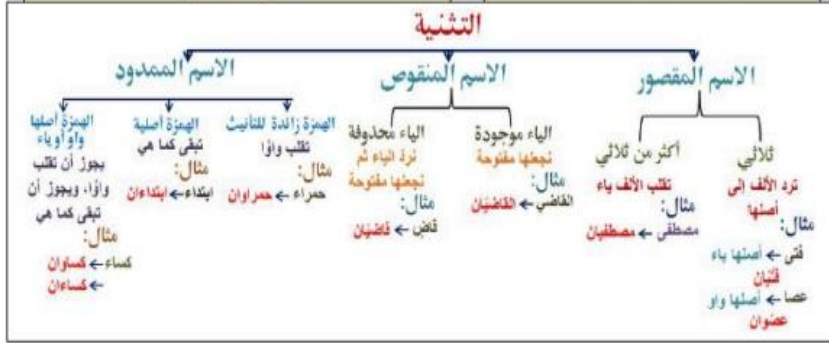 التثنية
الاسم المقصور
ثلاثي
ترد الألف إلى
أصلها
مثال:
فتى ← أصلها ياء
فتيان
عصا ← أصلها واو
عصوان
أكثر من ثلاثي
تقلب الألف ياء
مثال:
مصطفى ← مصطفيان
الاسم المنقوص
الياء موجودة
نجعلها مفتوحة
مثال:
القاضي ← القاضيان
الياء محذوفة
نرد الياء ثم
نجعلها مفتوحة
مثال:
قاضٍ ← قاضيان
الاسم الممدود
الهمزة زائدة للتأنيث
تقلب واوًا
مثال:
حمراء ← حمراوان
الهمزة أصلية
تبقى كما هي
مثال:
ابتداء ← ابتداءان
الهمزة أصلها
واو أو ياء
يجوز أن تقلب
واوًا، ويجوز أن
تبقى كما هي
مثال:
كساء ← كساوان
← كساءان